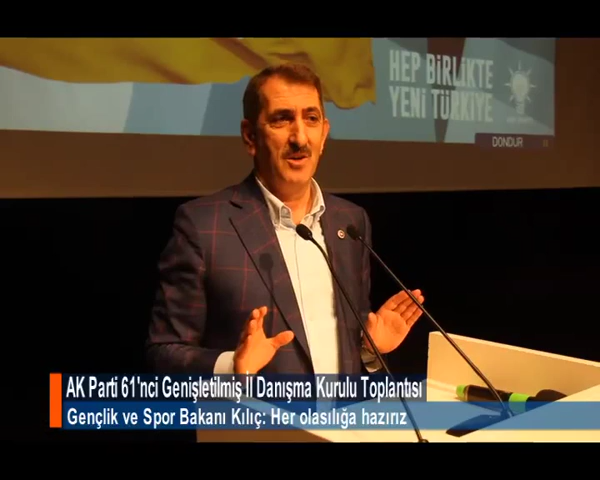 HEP BİRLİKTE
YENİ TÜRKİYE
DONDUR
AK Parti 61'nci Genişletilmiş İl Danışma Kurulu Toplantısı
Gençlik ve Spor Bakanı Kılıç: Her olasılığa hazırız